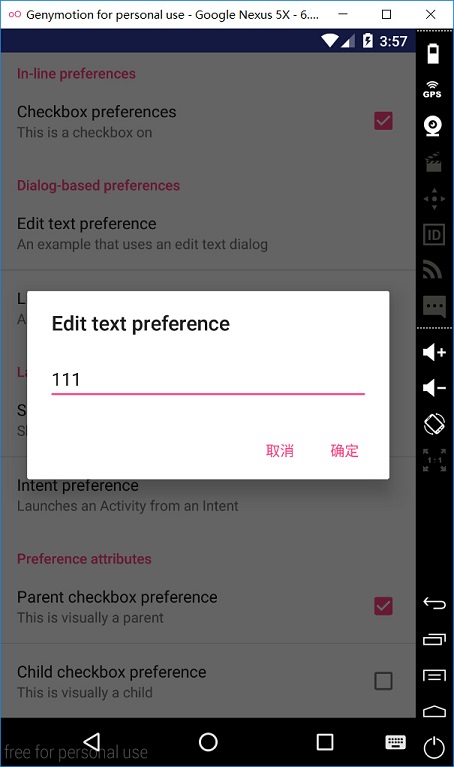 Genymotion for personal use - Google Nexus 5X - 6....
3:57
In-line preferences
Checkbox preferences
This is a checkbox on
GPS
Dialog-based preferences
Edit text preference
An example that uses an edit text dialog
ID
L
A
Edit text preference
111
取消
确定
La
S
Sh
1:1
Intent preference
Launches an Activity from an Intent
Preference attributes
Parent checkbox preference
This is visually a parent
Child checkbox preference
This is visually a child
free for personal use